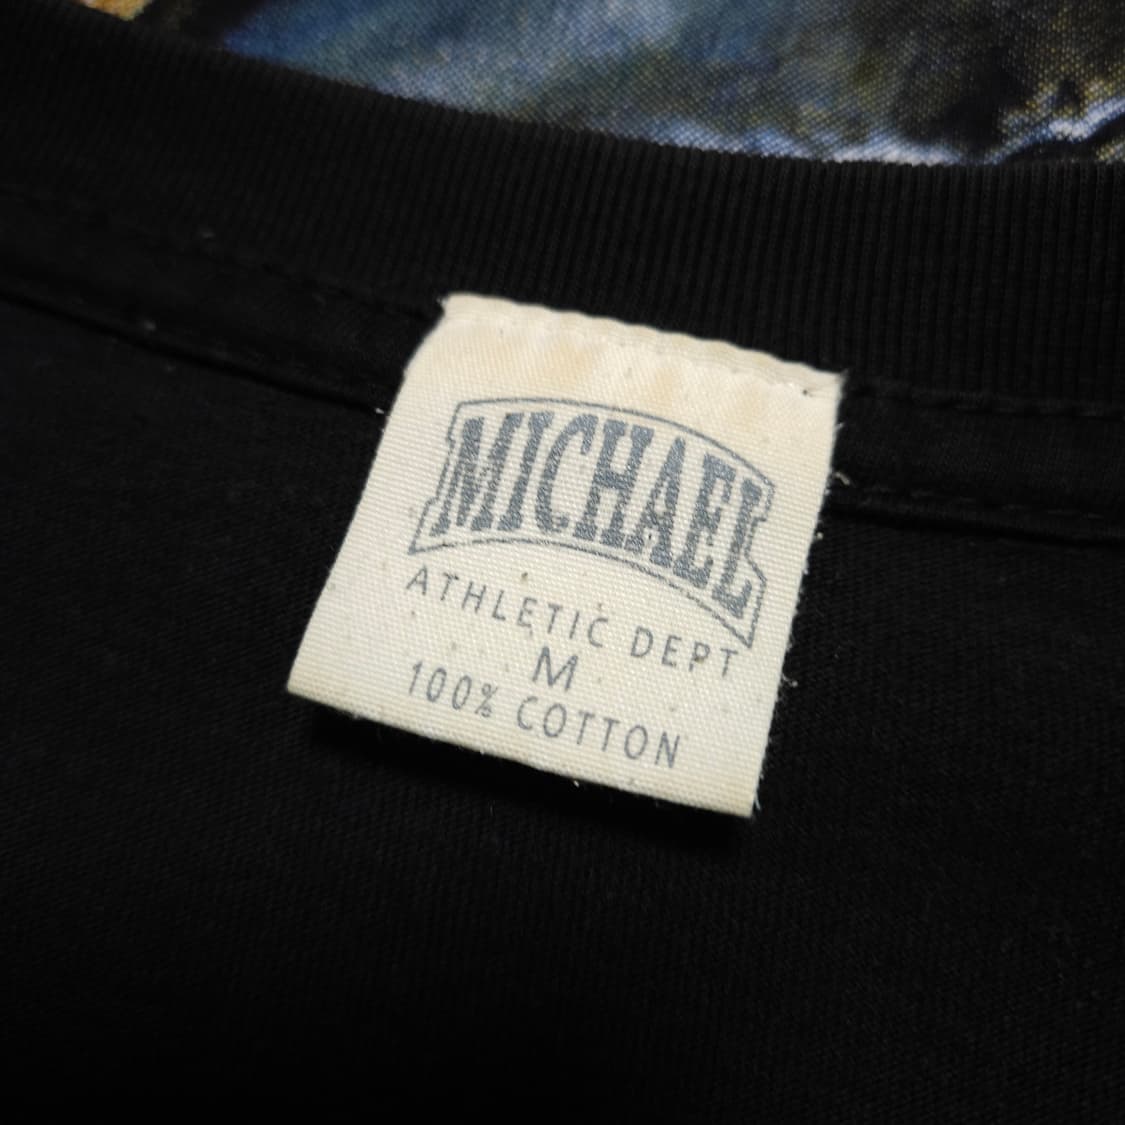 MICHAEL
ATHLETIC DEPT
M
100% COTTON